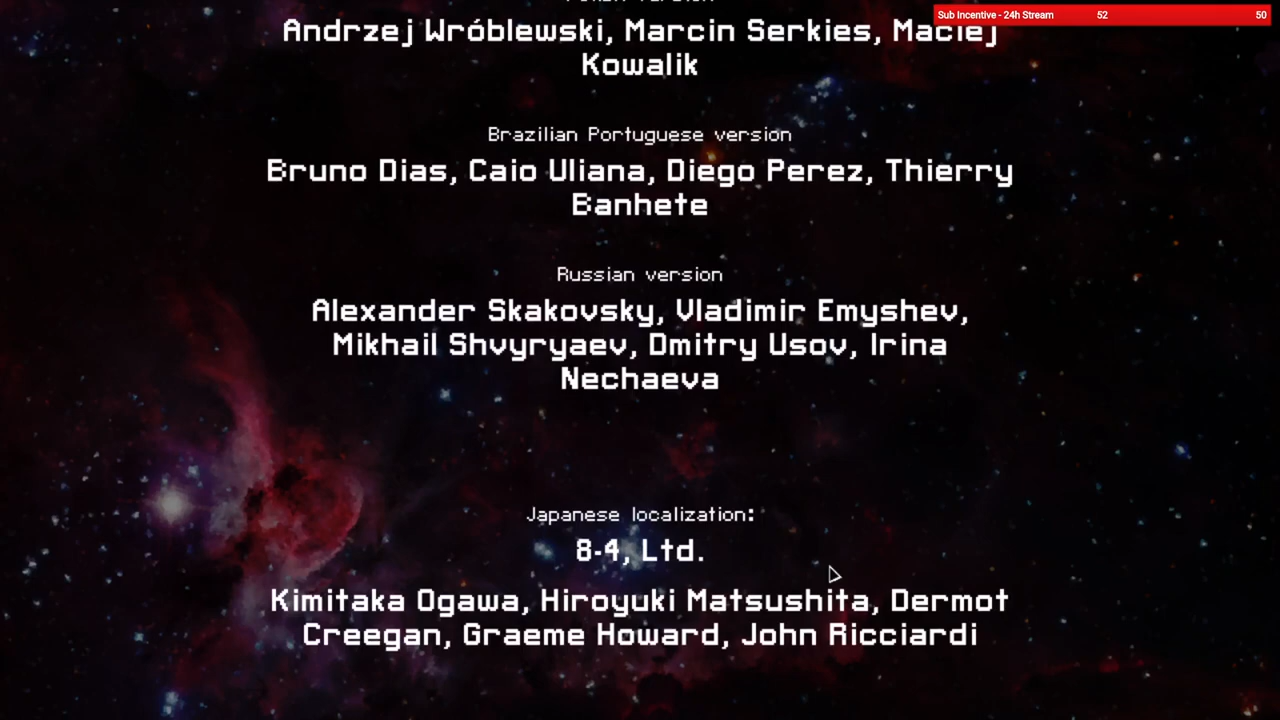 Sub Incentive - 24h Stream 52 50
Andrzej Wróblewski, Marcin Serkies, Maciej
Kowalik
Brazilian Portuguese version
Bruno Dias, Caio Uliana, Diego Perez, Thierry
Banhete
Russian version
Alexander Skakovsky, Vladimir Emyshev,
Mikhail Shvyryaev, Dmitry Usov, Irina
Nechaeva
Japanese localization:
8-4, Ltd.
Kimitaka Ogawa, Hiroyuki Matsushita, Dermot
Creegan, Graeme Howard, John Ricciardi